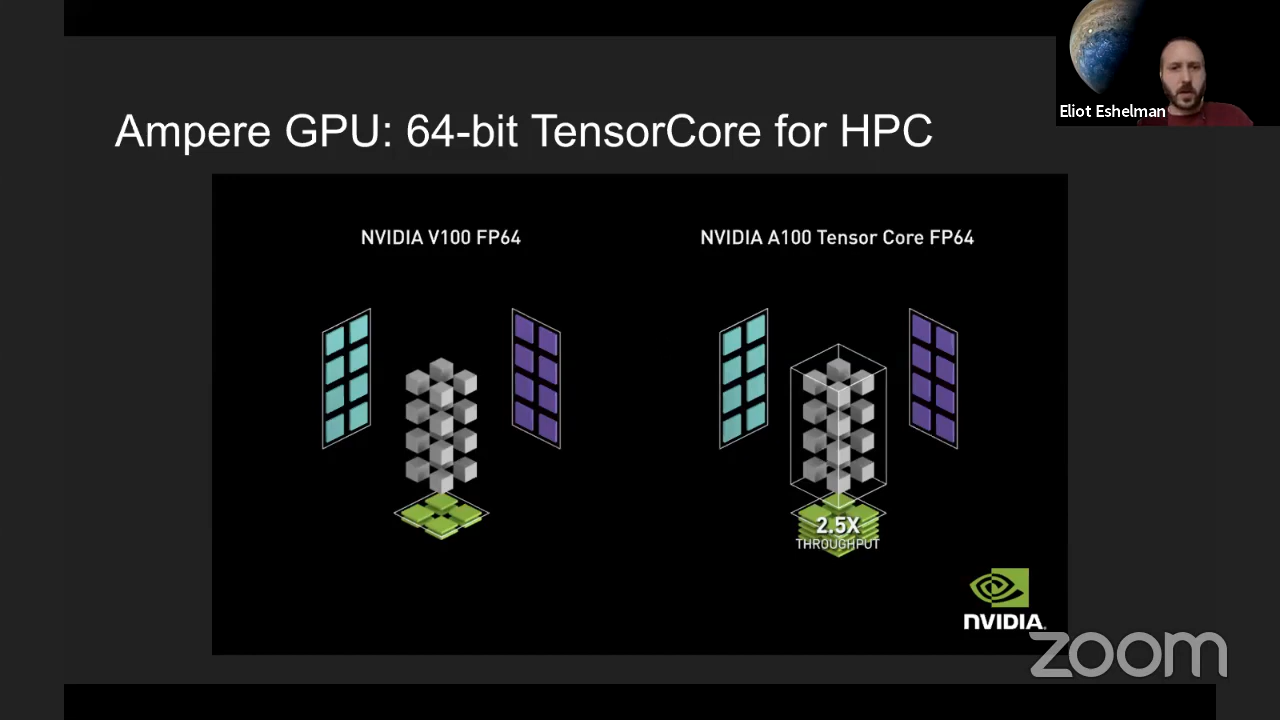 Eliot Eshelman
Ampere GPU: 64-bit TensorCore for HPC
NVIDIA V100 FP64
NVIDIA A100 Tensor Core FP64
2.5X
THROUGHPUT
NVIDIA.
zoom